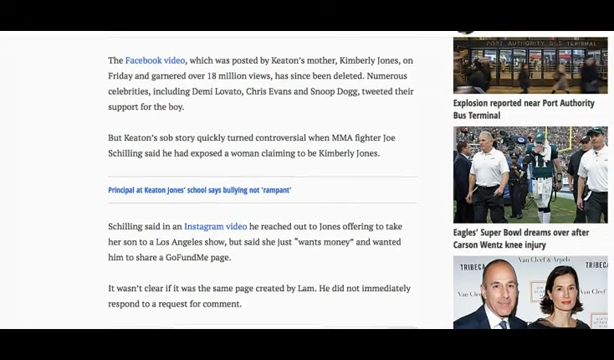 The Facebook video, which was posted by Keaton's mother, Kimberly Jones, on
Friday and garnered over 18 million views, has since been deleted. Numerous
celebrities, including Demi Lovato, Chris Evans and Snoop Dogg, tweeted their
support for the boy.
But Keaton's sob story quickly turned controversial when MMA fighter Joe
Schilling said he had exposed a woman claiming to be Kimberly Jones.
Principal at Keaton Jones' school says bullying not 'rampant'
Schilling said in an Instagram video he reached out to Jones offering to take
her son to a Los Angeles show, but said she just "wants money" and wanted
him to share a GoFundMe page.
It wasn't clear if it was the same page created by Lam. He did not immediately
respond to a request for comment.
PORT AUTHORITY BUS TERMINAL
Explosion reported near Port Authority
Bus Terminal
Eagles' Super Bowl dreams over after
Carson Wentz knee injury
TRIBECA
Van Cleef & Arpels
TRIBEC
Van Cleef